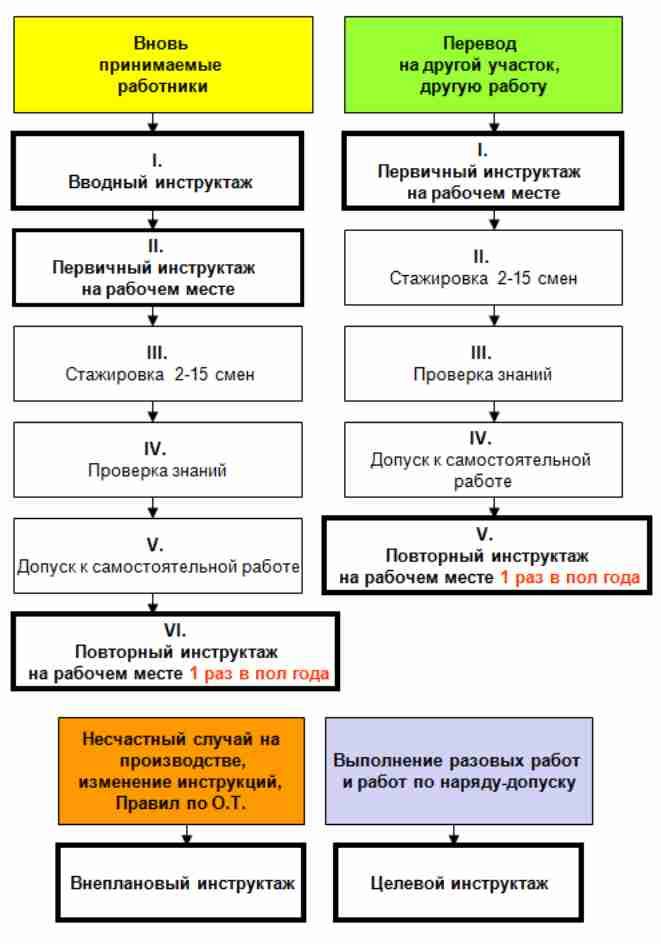 Вновь
принимаемые
работники
I.
Вводный инструктаж
II.
Первичный инструктаж
на рабочем месте
III.
Стажировка 2-15 смен
IV.
Проверка знаний
V.
Допуск к самостоятельной работе
VI.
Повторный инструктаж
на рабочем месте 1 раз в пол года
Перевод
на другой участок,
другую работу
I.
Первичный инструктаж
на рабочем месте
II.
Стажировка 2-15 смен
III.
Проверка знаний
IV.
Допуск к самостоятельной
работе
V.
Повторный инструктаж
на рабочем месте 1 раз в пол года
Несчастный случай на
производстве,
изменение инструкций,
Правил по О.Т.
Внеплановый инструктаж
Выполнение разовых работ
и работ по наряду-допуску
Целевой инструктаж